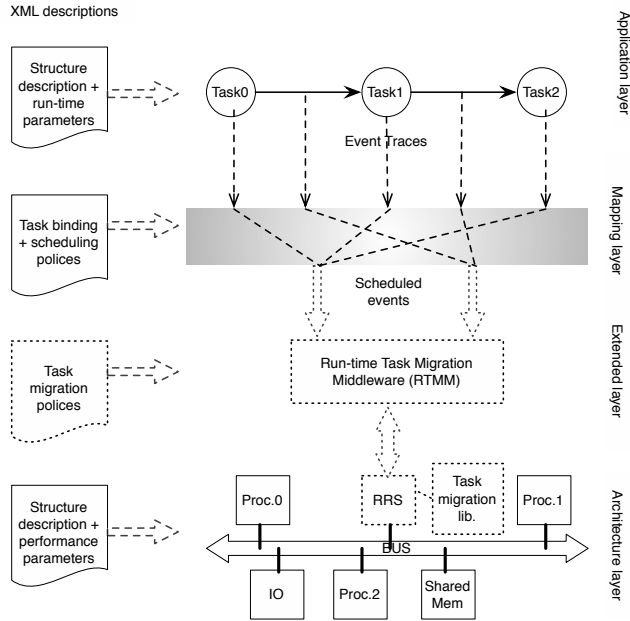 XML descriptions
Application layer
Structure
description +
run-time
parameters
Task0
Task1
Task2
Event Traces
Mapping layer
Task binding
+ scheduling
polices
Scheduled
events
Extended layer
Task
migration
polices
Run-time Task Migration
Middleware (RTMM)
Architecture layer
Structure
description +
performance
parameters
Proc.0
RRS
Task
migration
lib.
Proc.1
BUS
IO
Proc.2
Shared
Mem